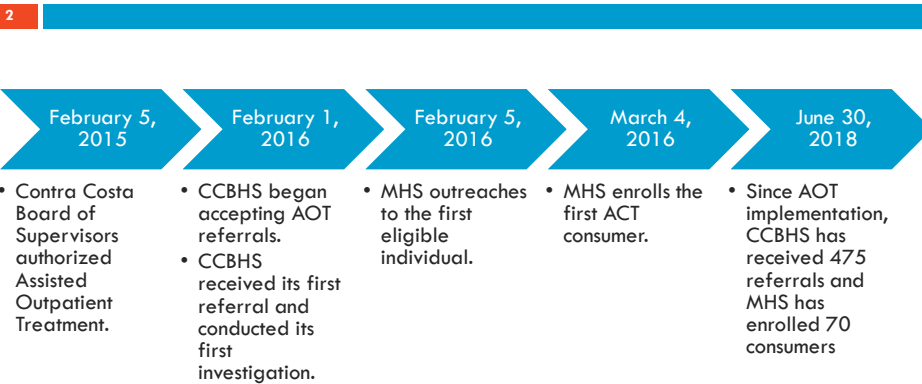 2
February 5,
2015
• Contra Costa
Board of
Supervisors
authorized
Assisted
Outpatient
Treatment.
February 1,
2016
• CCBHS began
accepting AOT
referrals.
• CCBHS
received its first
referral and
conducted its
first
investigation.
February 5,
2016
• MHS outreaches
to the first
eligible
individual.
March 4,
2016
• MHS enrolls the
first ACT
consumer.
June 30,
2018
• Since AOT
implementation,
CCBHS has
received 475
referrals and
MHS has
enrolled 70
consumers